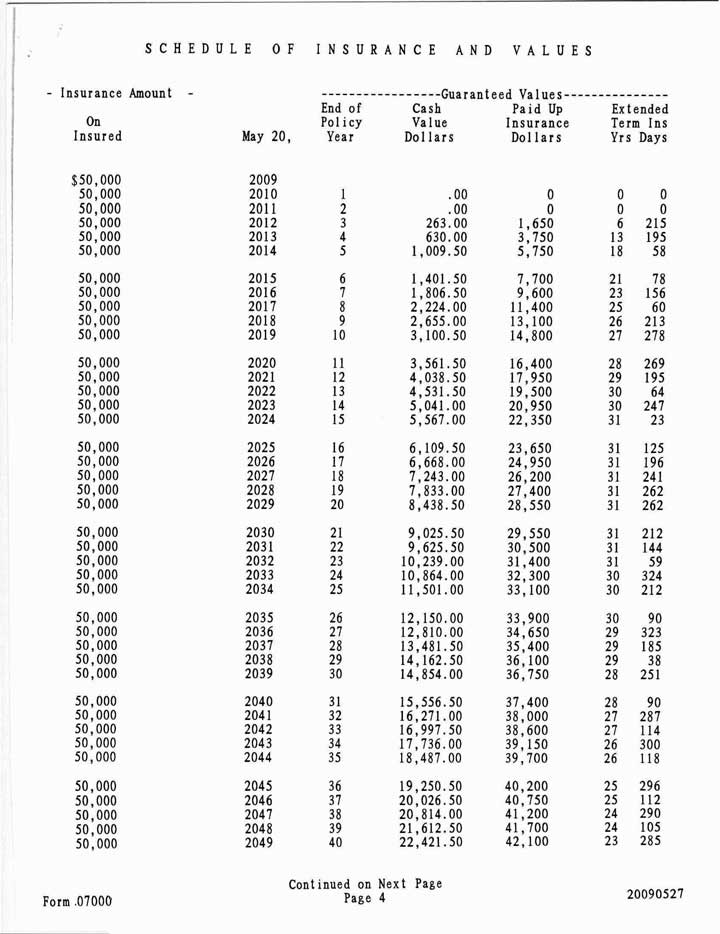 SCHEDULE OF INSURANCE AND VALUES
- Insurance Amount - -----------------Guaranteed Values---------------
End of Cash Paid Up Extended
On Policy Value Insurance Term Ins
Insured May 20, Year Dollars Dollars Yrs Days
$50,000 2009
50,000 2010 1 .00 0 0 0
50,000 2011 2 .00 0 0 0
50,000 2012 3 263.00 1,650 6 215
50,000 2013 4 630.00 3,750 13 195
50,000 2014 5 1,009.50 5,750 18 58
50,000 2015 6 1,401.50 7,700 21 78
50,000 2016 7 1,806.50 9,600 23 156
50,000 2017 8 2,224.00 11,400 25 60
50,000 2018 9 2,655.00 13,100 26 213
50,000 2019 10 3,100.50 14,800 27 278
50,000 2020 11 3,561.50 16,400 28 269
50,000 2021 12 4,038.50 17,950 29 195
50,000 2022 13 4,531.50 19,500 30 64
50,000 2023 14 5,041.00 20,950 30 247
50,000 2024 15 5,567.00 22,350 31 23
50,000 2025 16 6,109.50 23,650 31 125
50,000 2026 17 6,668.00 24,950 31 196
50,000 2027 18 7,243.00 26,200 31 241
50,000 2028 19 7,833.00 27,400 31 262
50,000 2029 20 8,438.50 28,550 31 262
50,000 2030 21 9,025.50 29,550 31 212
50,000 2031 22 9,625.50 30,500 31 144
50,000 2032 23 10,239.00 31,400 31 59
50,000 2033 24 10,864.00 32,300 30 324
50,000 2034 25 11,501.00 33,100 30 212
50,000 2035 26 12,150.00 33,900 30 90
50,000 2036 27 12,810.00 34,650 29 323
50,000 2037 28 13,481.50 35,400 29 185
50,000 2038 29 14,162.50 36,100 29 38
50,000 2039 30 14,854.00 36,750 28 251
50,000 2040 31 15,556.50 37,400 28 90
50,000 2041 32 16,271.00 38,000 27 287
50,000 2042 33 16,997.50 38,600 27 114
50,000 2043 34 17,736.00 39,150 26 300
50,000 2044 35 18,487.00 39,700 26 118
50,000 2045 36 19,250.50 40,200 25 296
50,000 2046 37 20,026.50 40,750 25 112
50,000 2047 38 20,814.00 41,200 24 290
50,000 2048 39 21,612.50 41,700 24 105
50,000 2049 40 22,421.50 42,100 23 285
Continued on Next Page
Form .07000 Page 4 20090527